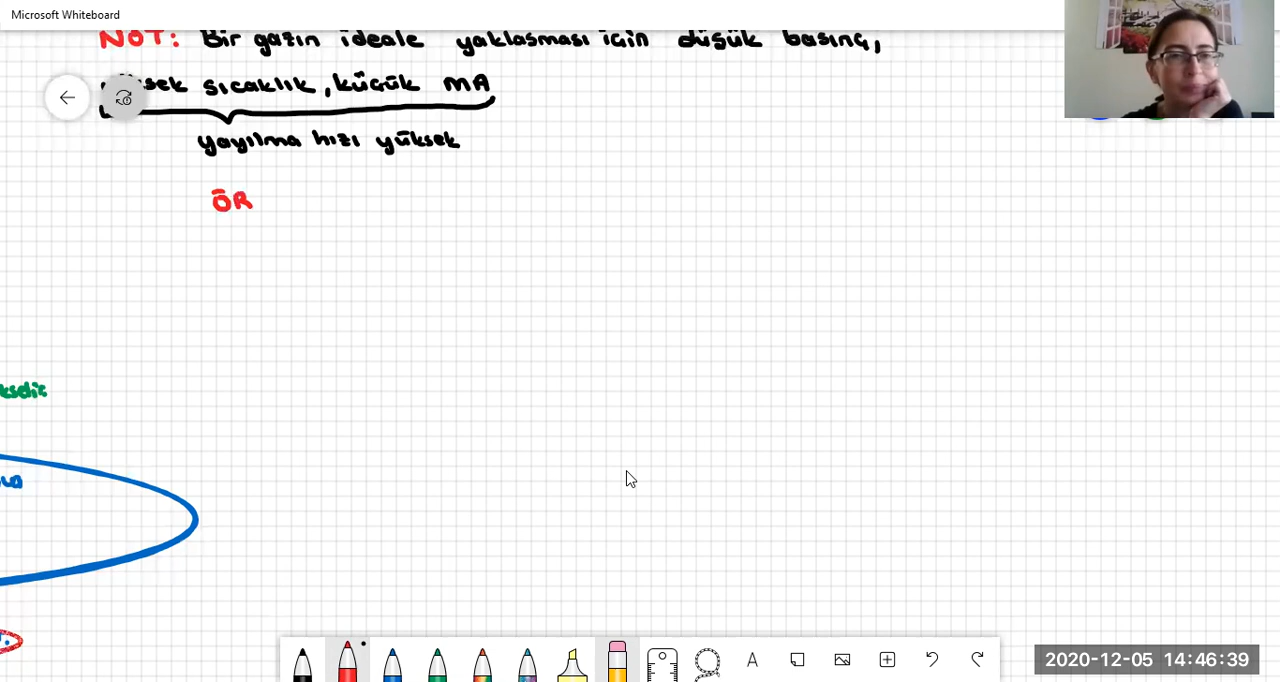 Microsoft Whiteboard
NOT: Bir gazın ideale yaklaşması için düşük basınç,
sıcaklık, küçük MA
yayılma hızı yüksek
ÖR
2020-12-05 14:46:39